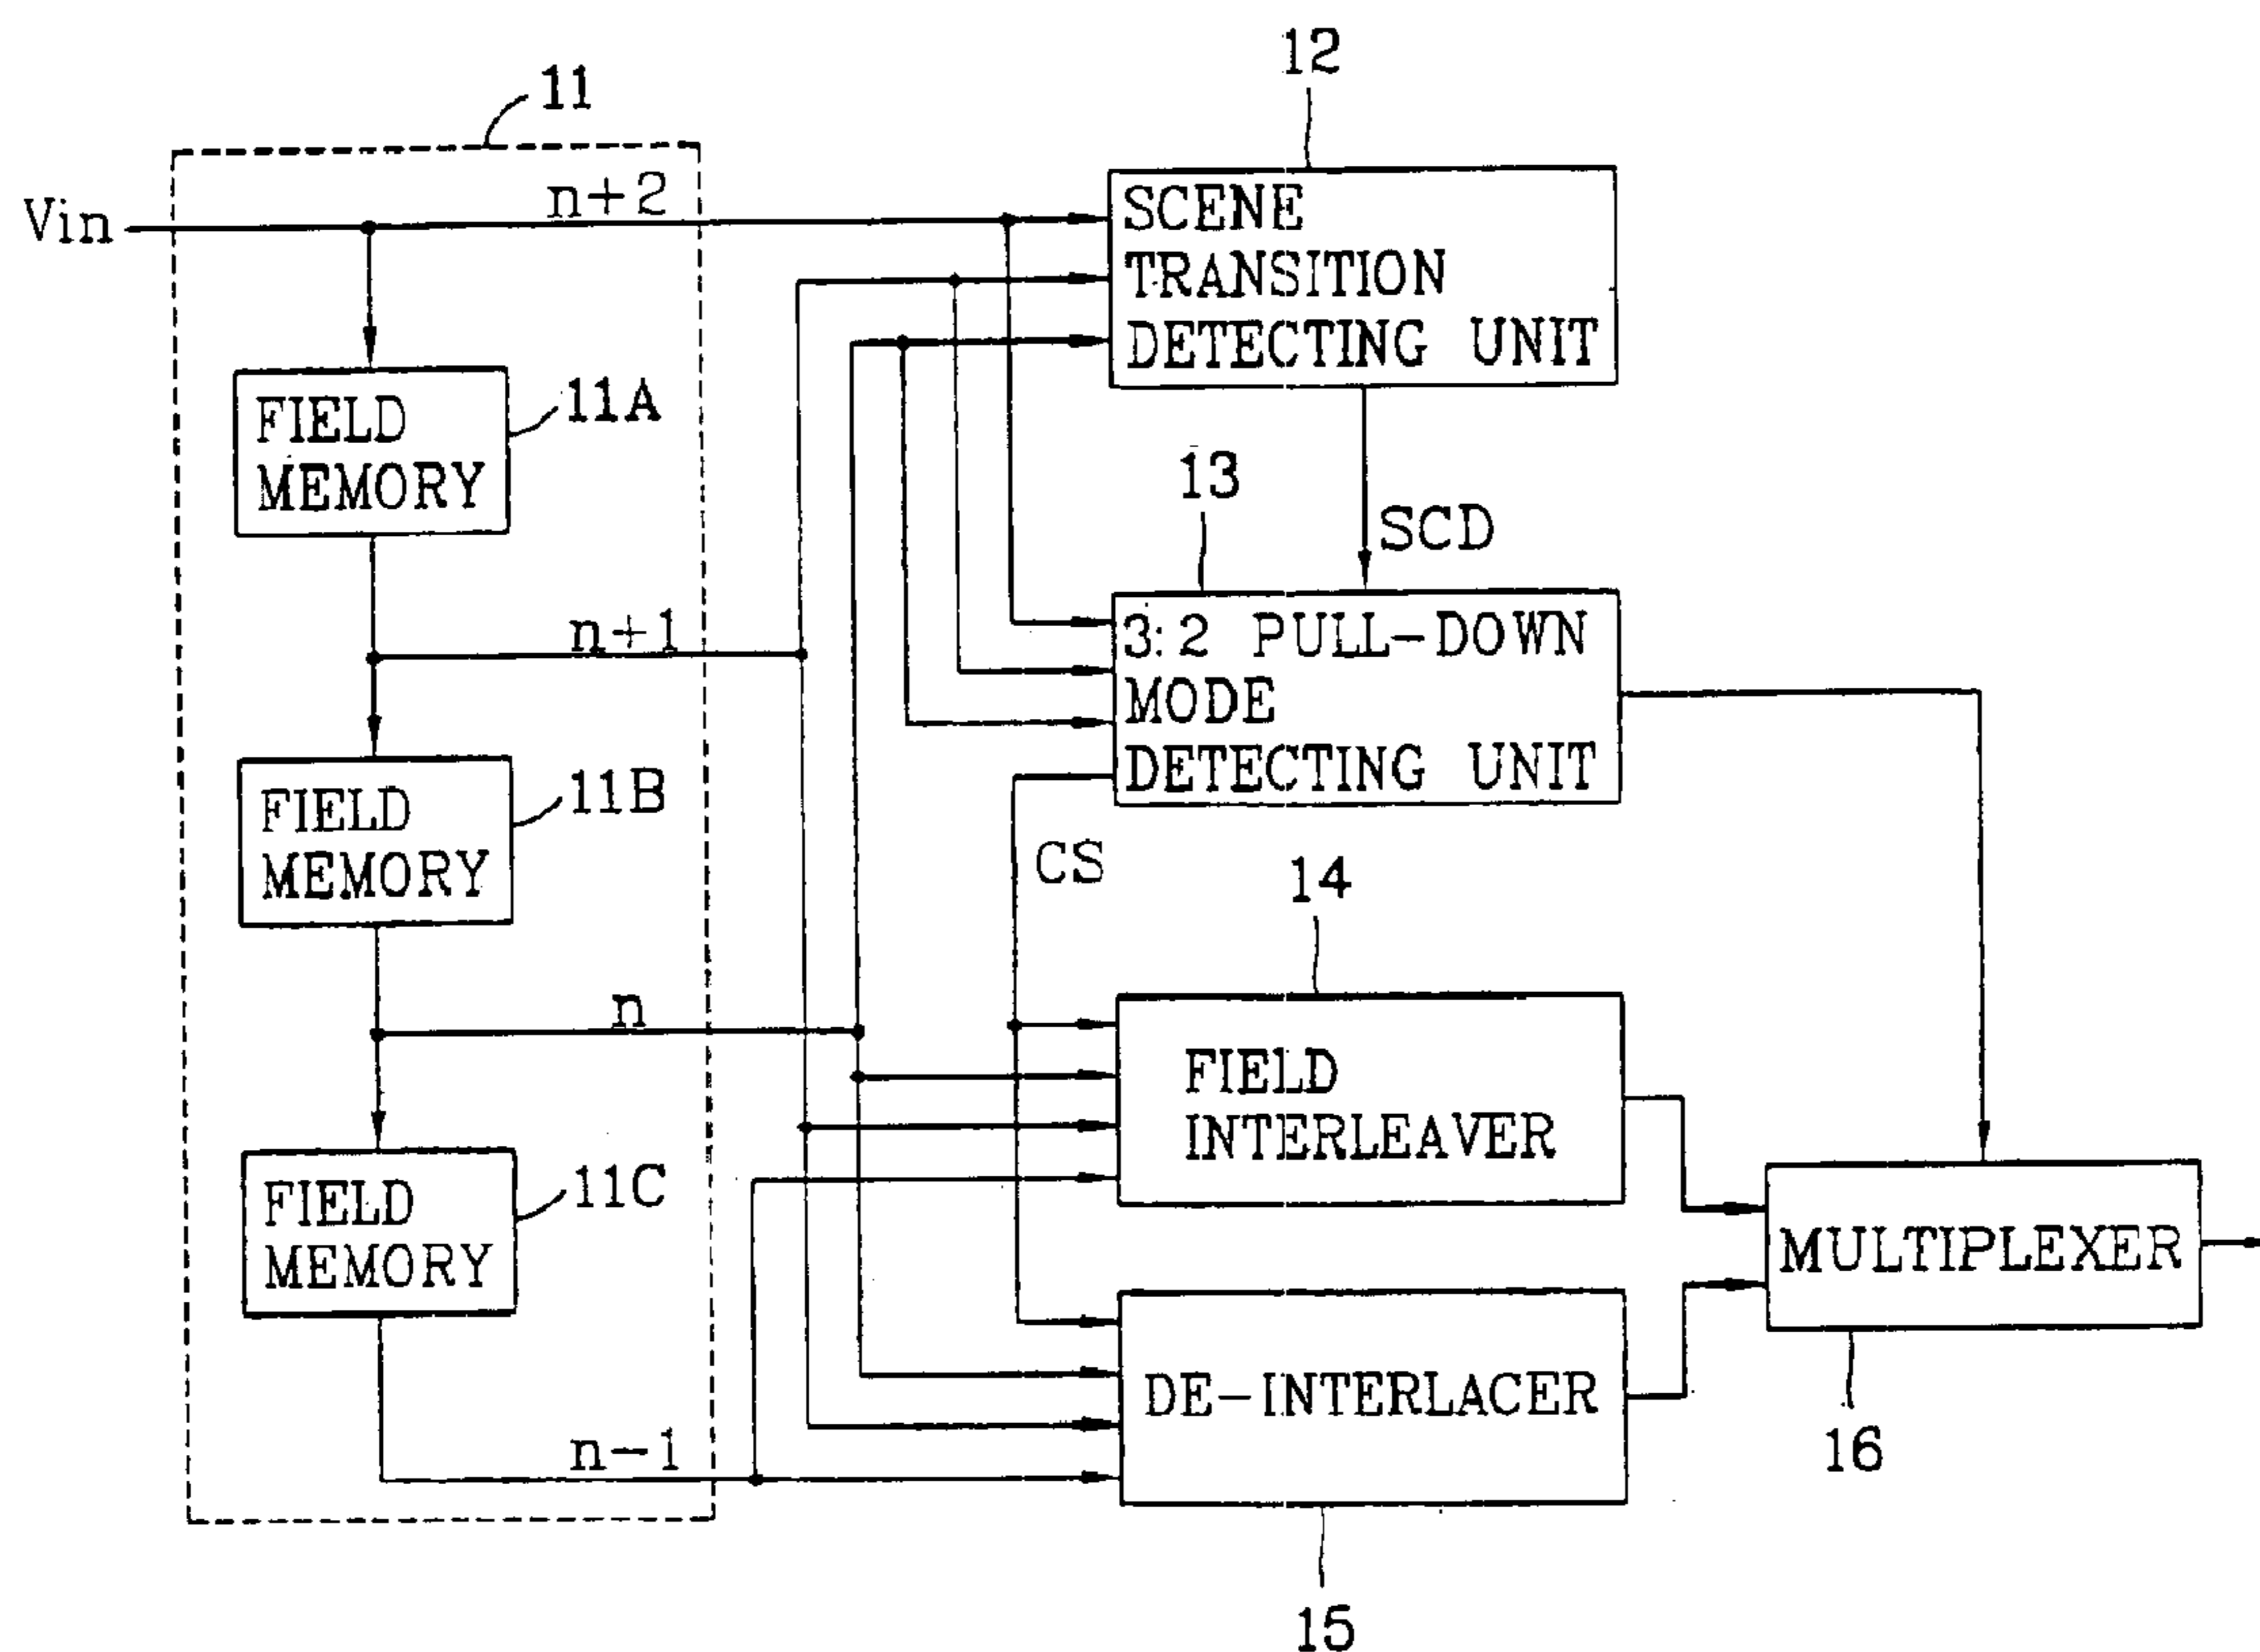 12
11
n+2
Vin
SCENE
TRANSITION
DETECTING UNIT
FIELD
MEMORY
11A
13
SCD
n+1
3:2 PULL-DOWN
MODE
DETECTING UNIT
FIELD
MEMORY
11B
CS
14
n
FIELD
INTERLEAVER
FIELD
MEMORY
11C
MULTIPLEXER
DE-INTERLACER
n-1
16
15